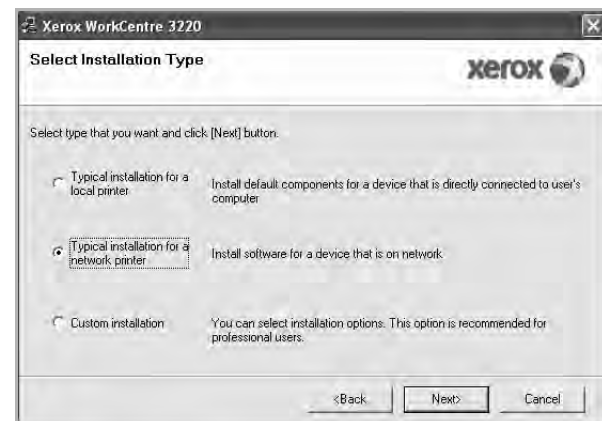 Xerox WorkCentre 3220
Select Installation Type
xerox
Select type that you want and click [Next] button.
Typical installation for a
local printer
Install default components for a device that is directly connected to user's
computer
Typical installation for a
network printer
Install software for a device that is on network
Custom installation
You can select installation options. This option is recommended for
professional users.
<Back
Next>
Cancel